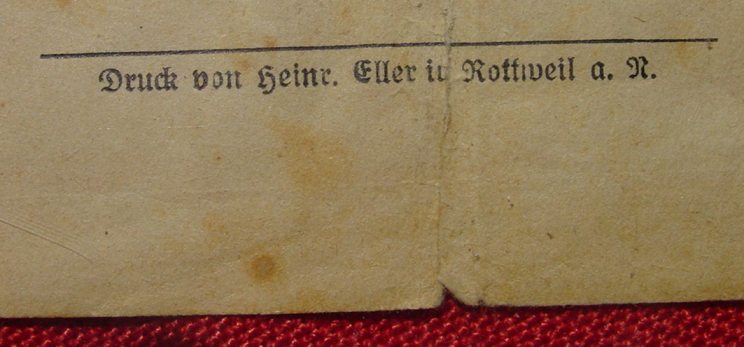 Druck von Heinr. Eller in Rottweil a. N.